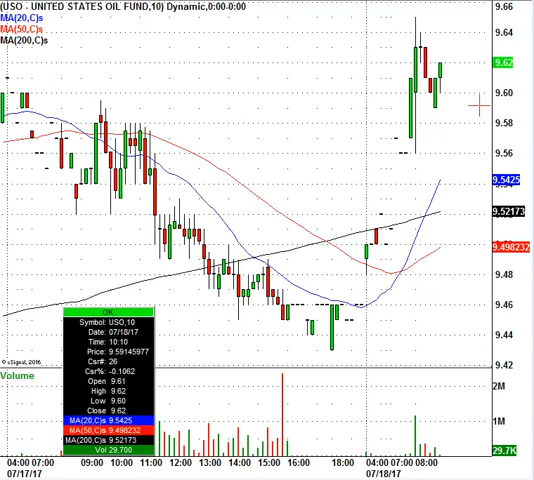 (USO - UNITED STATES OIL FUND,10) Dynamic,0:00-0:00
MA(20,C)s
MA(50,C)s
MA(200,C)s
9.66
9.64
9.62
9.60
9.58
9.56
9.5425
9.54
9.52173
9.498232
9.48
9.46
9.44
9.42
OK
Symbol: USO,10
Date: 07/18/17
Time: 10:10
Price: 9.59145977
Csr#: 26
Csr%: -0.1062
Open 9.61
High 9.62
Low 9.60
Close 9.62
MA(20,C)s 9.5425
MA(50,C)s 9.498232
MA(200,C)s 9.52173
Vol 29,700
© eSignal, 2016
Volume
2M
1M
29.7K
04:00 07:00 09:00 10:00 11:00 12:00 13:00 14:00 15:00 16:00 18:00 04:00 07:00 08:00
07/17/17 07/18/17